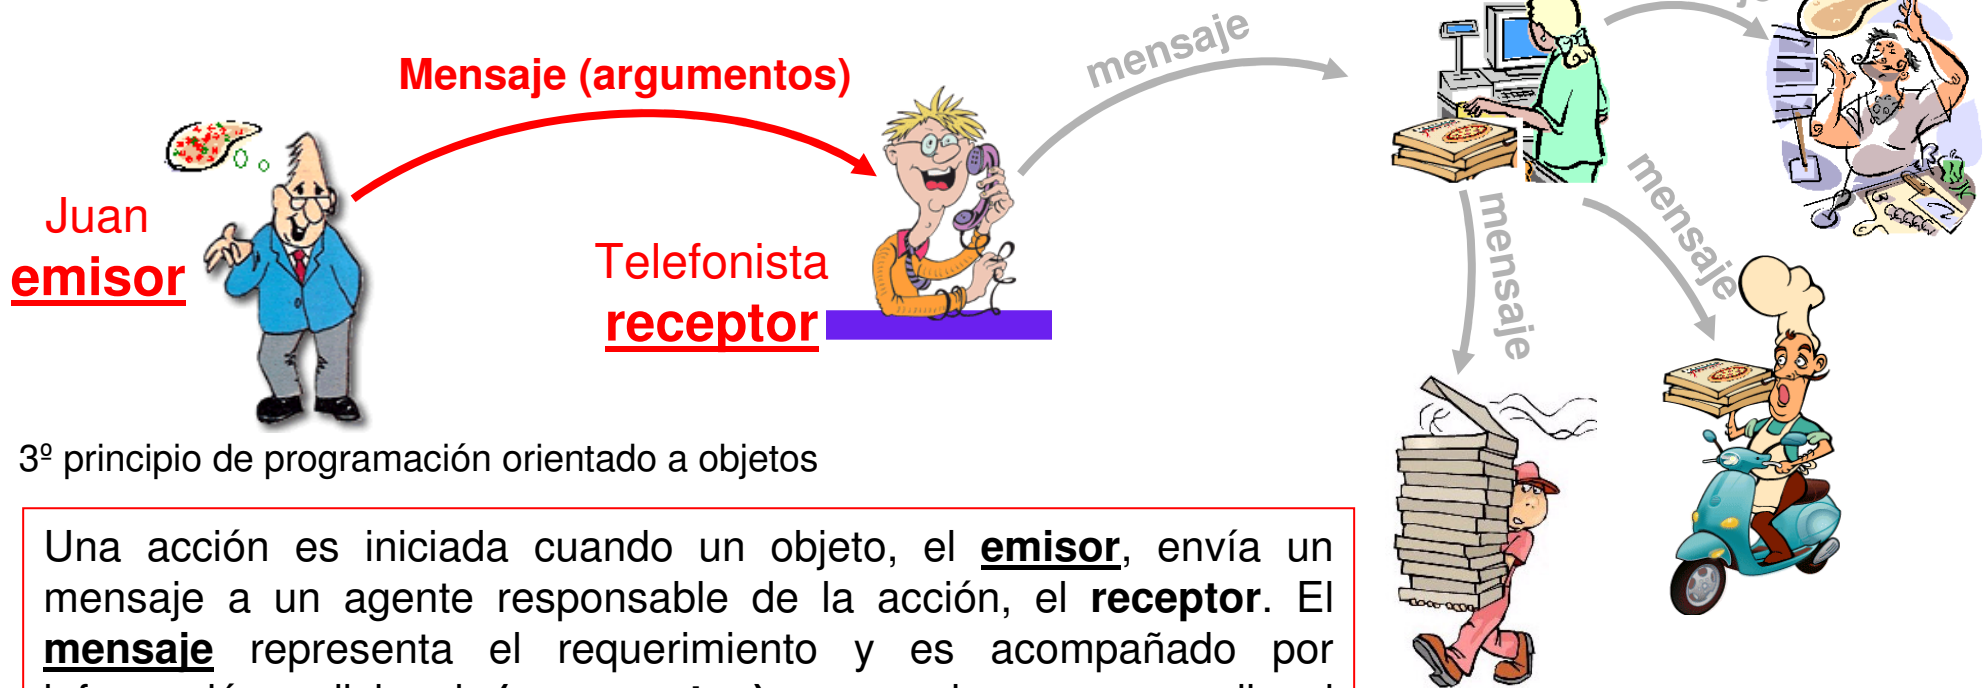 mensaje
Mensaje (argumentos)
Juan
emisor
Telefonista
receptor
mensaje
mensaje
3º principio de programación orientado a objetos
Una acción es iniciada cuando un objeto, el emisor, envía un
mensaje a un agente responsable de la acción, el receptor. El
mensaje representa el requerimiento y es acompañado por